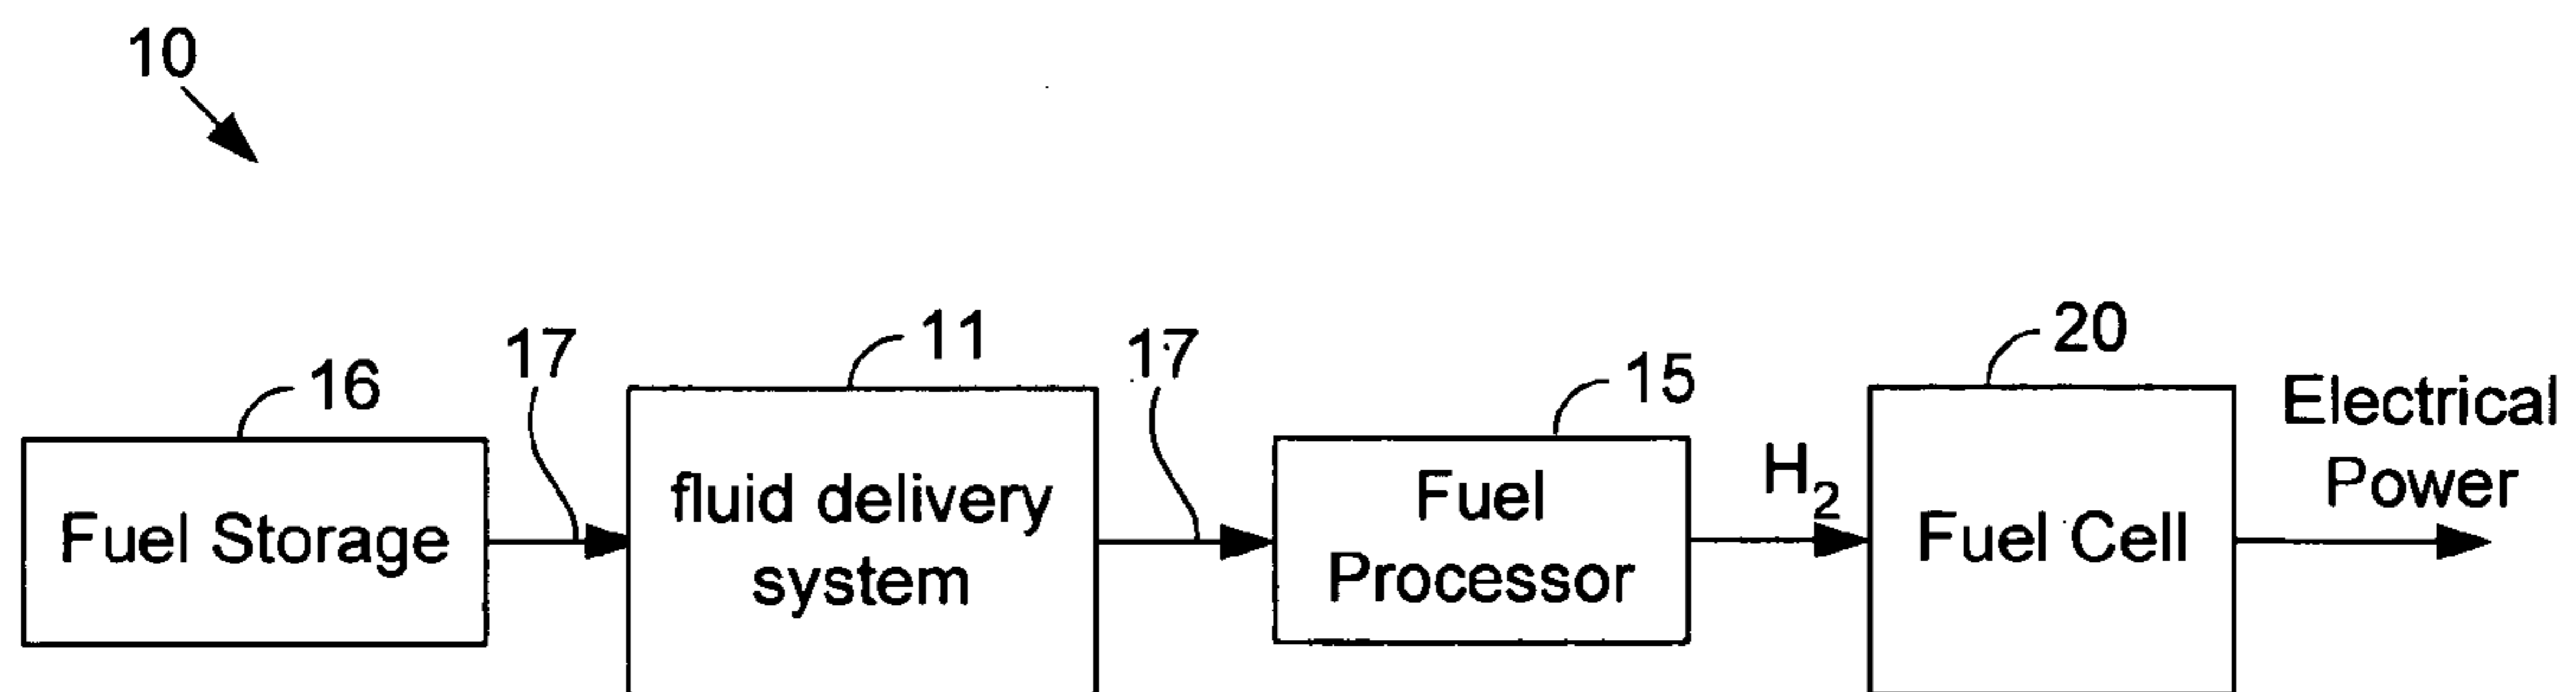 10
16
17
11
17
15
20
Fuel Storage
fluid delivery
system
Fuel
Processor
H2
Fuel Cell
Electrical
Power